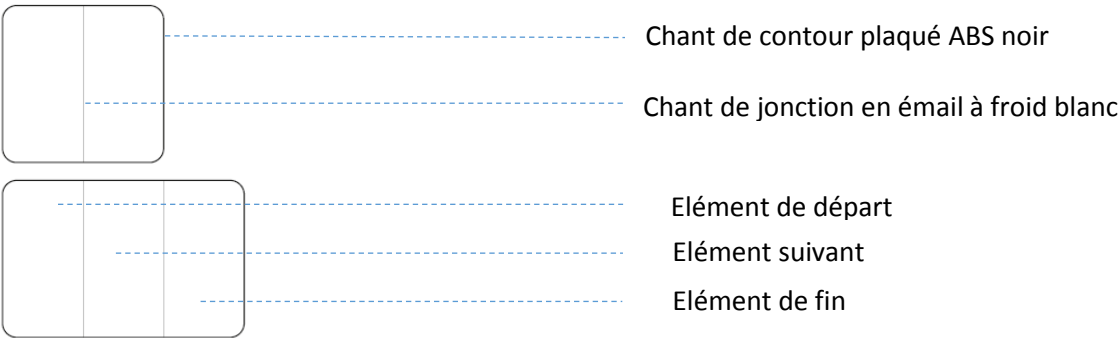 Chant de contour plaqué ABS noir
Chant de jonction en émail à froid blanc
Elément de départ
Elément suivant
Elément de fin